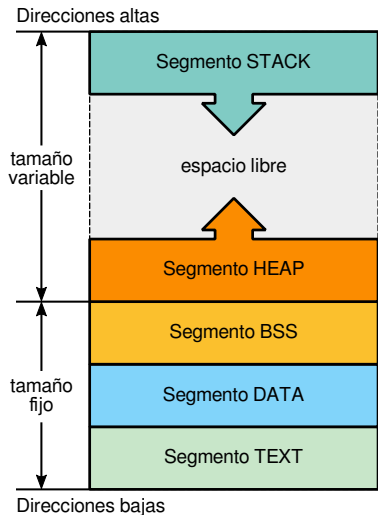 Direcciones altas
Segmento STACK
tamaño
variable
espacio libre
Segmento HEAP
Segmento BSS
tamaño
fijo
Segmento DATA
Segmento TEXT
Direcciones bajas